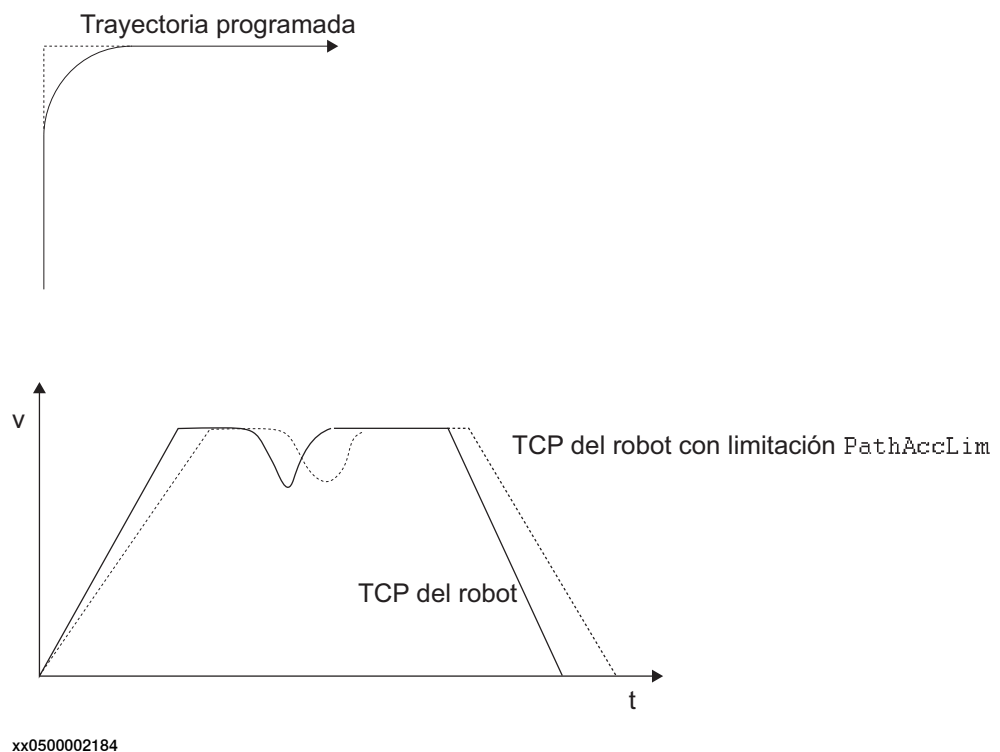 Trayectoria programada
v
TCP del robot con limitación PathAccLim
TCP del robot
t
xx0500002184